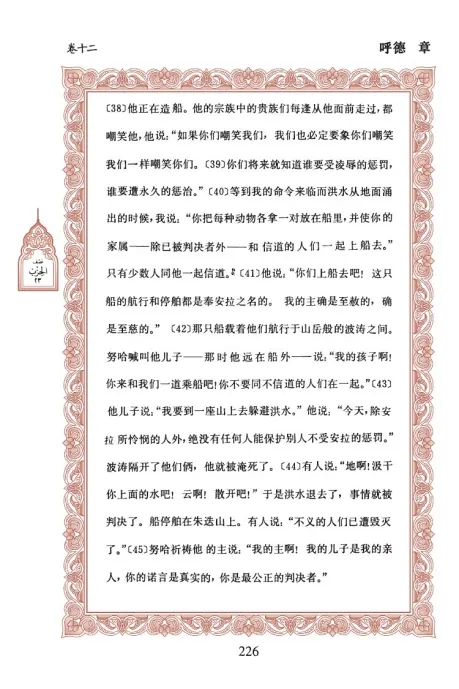 卷十二
呼德 章
〔38〕他正在造船。他的宗族中的贵族们每逢从他面前走过,都
嘲笑他,他说:“如果你们嘲笑我们,我们也必定要象你们嘲笑
我们一样嘲笑你们。〔39〕你们将来就知道谁要受凌辱的惩罚,
谁要遭永久的惩治。”〔40〕等到我的命令来临而洪水从地面涌
出的时候,我说:“你把每种动物各拿一对放在船里,并使你的
家属——除已被判决者外——和 信道的人们一起上船去。”
只有少数人同他一起信道。〔41〕他说:“你们上船去吧! 这只
船的航行和停舶都是奉安拉之名的。 我的主确是至赦的,确
是至慈的。” 〔42〕那只船载着他们航行于山岳般的波涛之间。
努哈喊叫他儿子——那时他远在船外——说:“我的孩子啊!
你来和我们一道乘船吧!你不要同不信道的人们在一起。”〔43〕
他儿子说:“我要到一座山上去躲避洪水。”他说:“今天,除安
拉 所怜悯的人外,绝没有任何人能保护别人不受安拉的惩罚。”
波涛隔开了他们俩,他就被淹死了。〔44〕有人说:“地啊!汲干
你上面的水吧! 云啊! 散开吧!”于是洪水退去了,事情就被
判决了。船停舶在朱迭山上。有人说:“不义的人们已遭毁灭
了。”〔45〕努哈祈祷他 的主说:“我的主啊! 我的儿子是我的亲
人,你的诺言是真实的,你是最公正的判决者。”
نصف
الحزب
٢٣
226